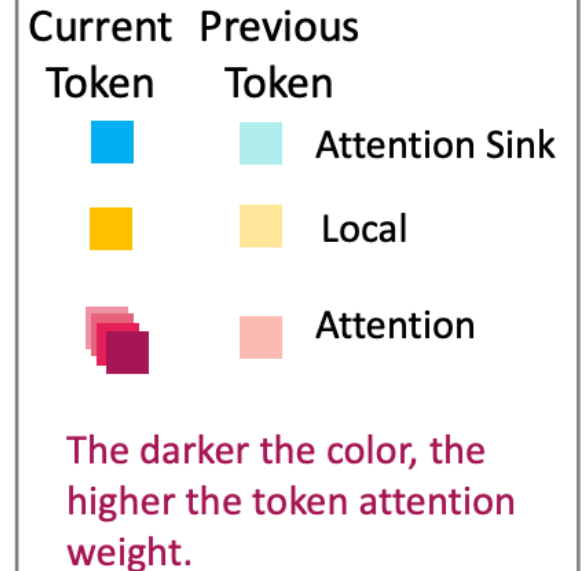 Current Previous
Token Token
Attention Sink
Local
Attention
The darker the color, the
higher the token attention
weight.